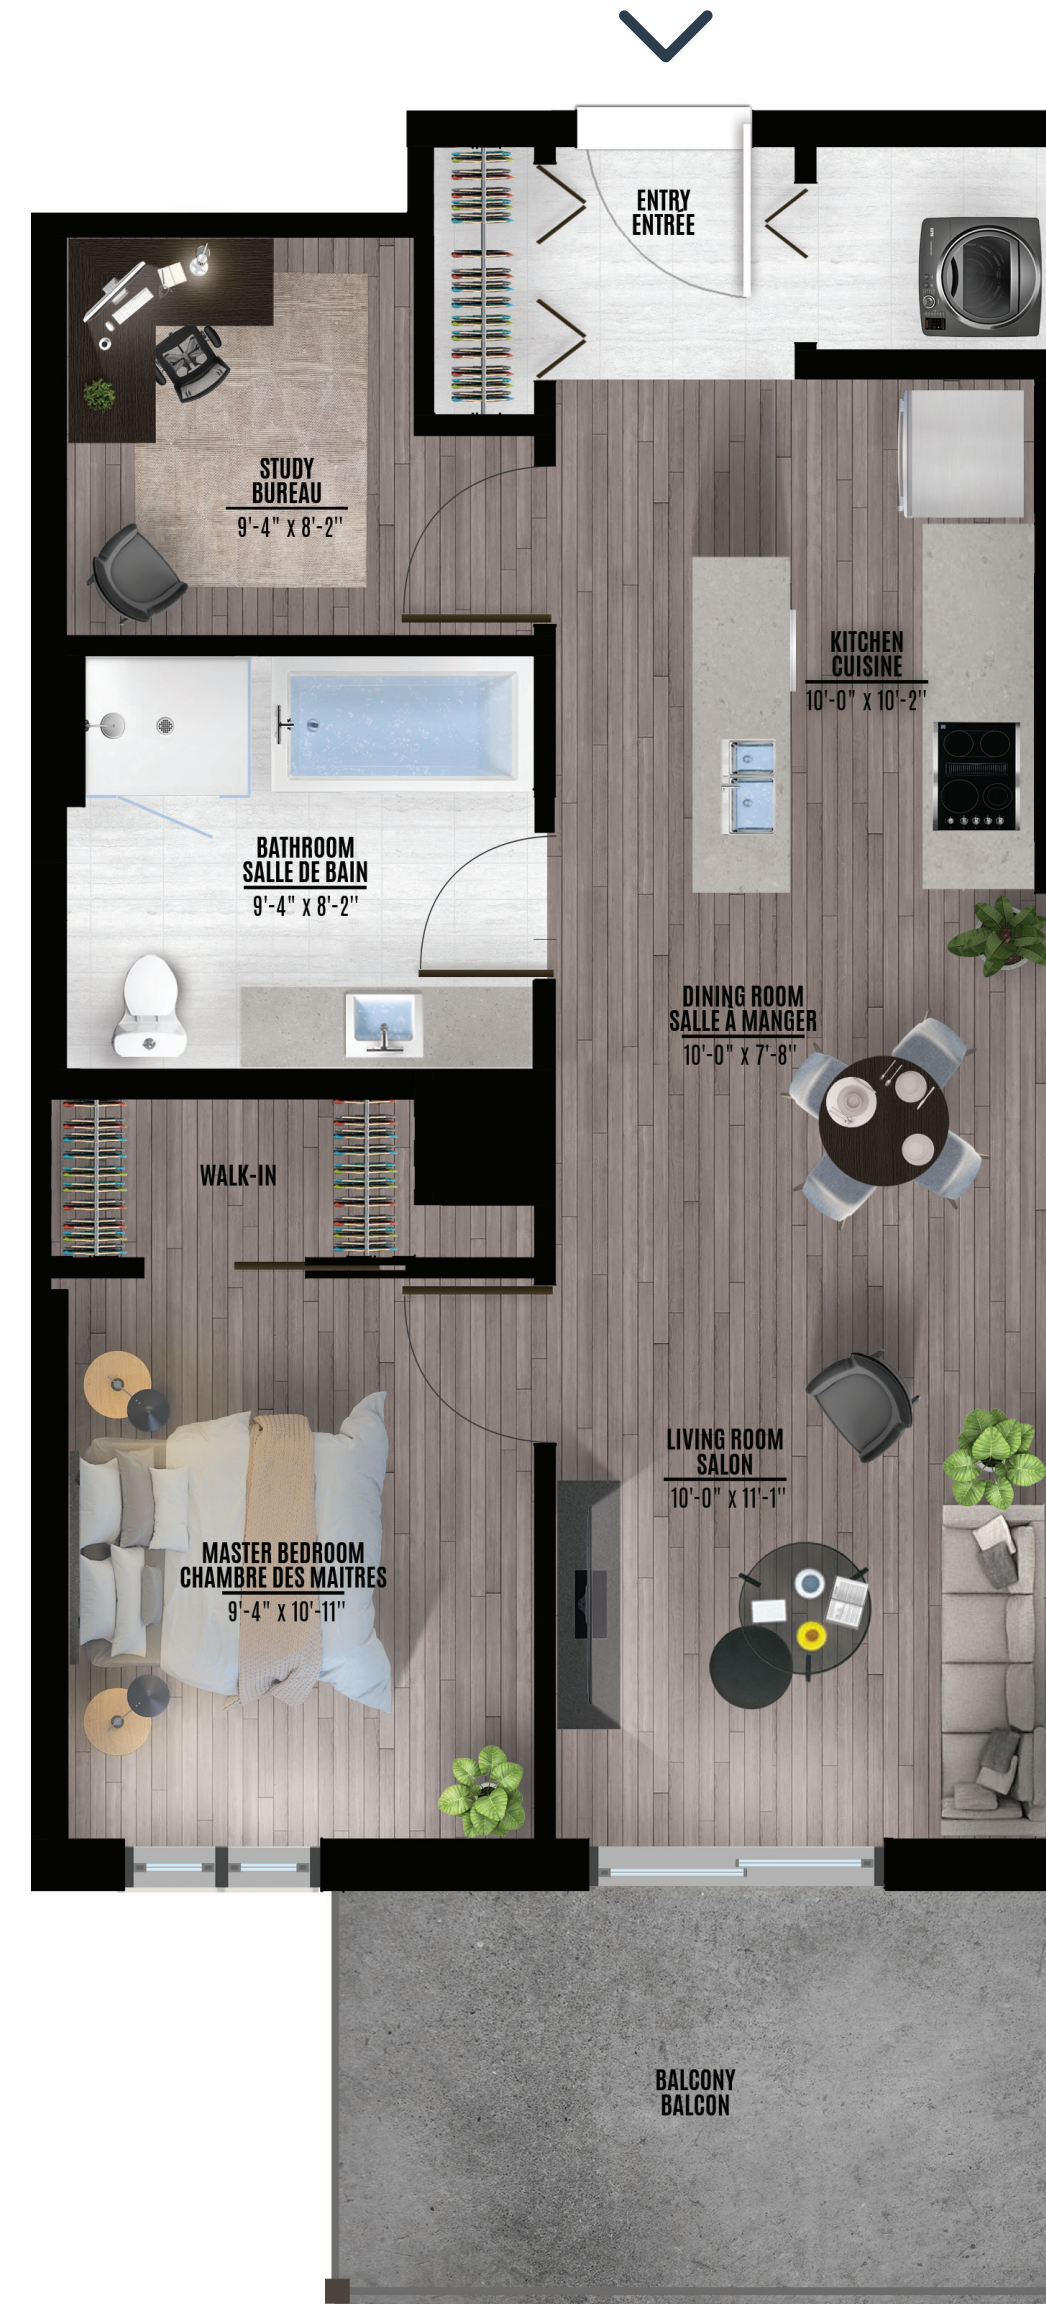 ENTRY
ENTRÉE
STUDY
BUREAU
9'-4" X 8'-2"
KITCHEN
CUISINE
10'-0" X 10'-2"
BATHROOM
SALLE DE BAIN
9'-4" X 8'-2"
DINING ROOM
SALLE À MANGER
10'-0" X 7'-8"
WALK-IN
LIVING ROOM
SALON
10'-0" X 11'-1"
MASTER BEDROOM
CHAMBRE DES MAITRES
9'-4" X 10'-11"
BALCONY
BALCON